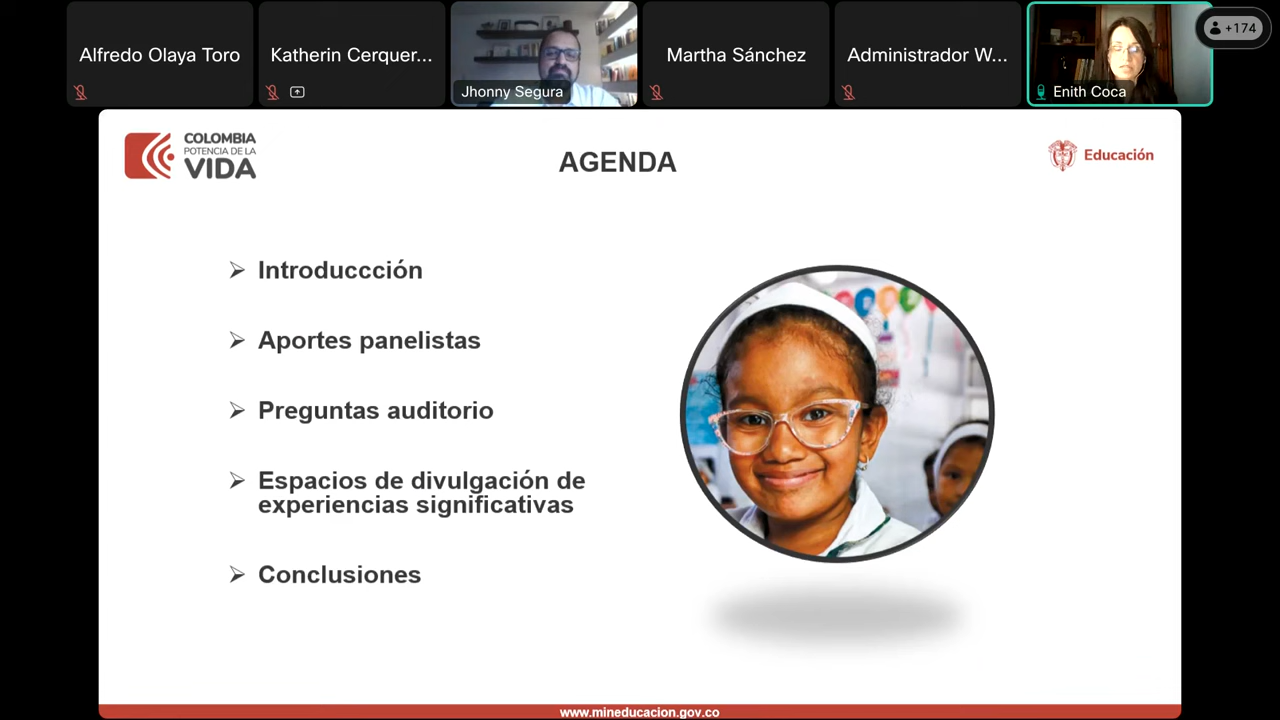 Alfredo Olaya Toro
Katherin Cerquer...
Jhonny Segura
Martha Sánchez
Administrador W...
Enith Coca
+174
COLOMBIA
POTENCIA DE LA
VIDA
AGENDA
Educación
Introduccción
Aportes panelistas
Preguntas auditorio
Espacios de divulgación de
experiencias significativas
Conclusiones
www.mineducacion.gov.co